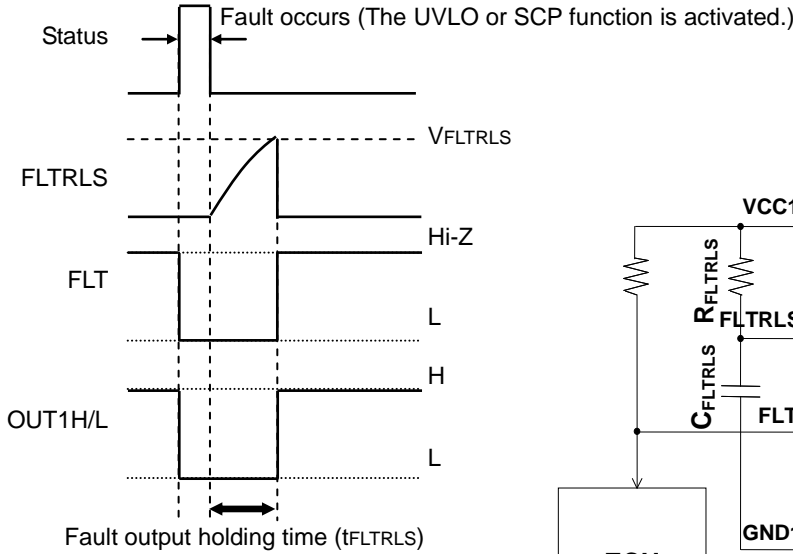 Fault occurs (The UVLO or SCP function is activated.)
Status
VFLTRLS
FLTRLS
Hi-Z
FLT
L
H
OUT1H/L
L
Fault output holding time (tFLTRLS)
VCC1
RFLTRLS
FLTRLS
CFLTRLS
FLT
GND1